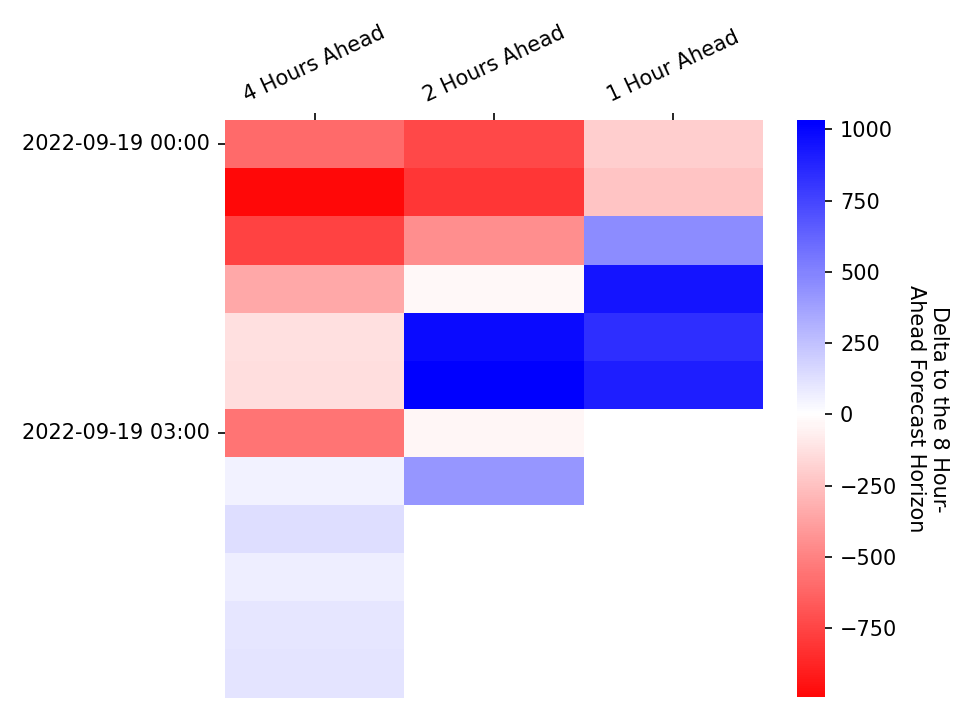 4 Hours Ahead
2 Hours Ahead
1 Hour Ahead
2022-09-19 00:00
2022-09-19 03:00
1000
750
500
250
0
−250
−500
−750
Delta to the 8 Hour-
Ahead Forecast Horizon